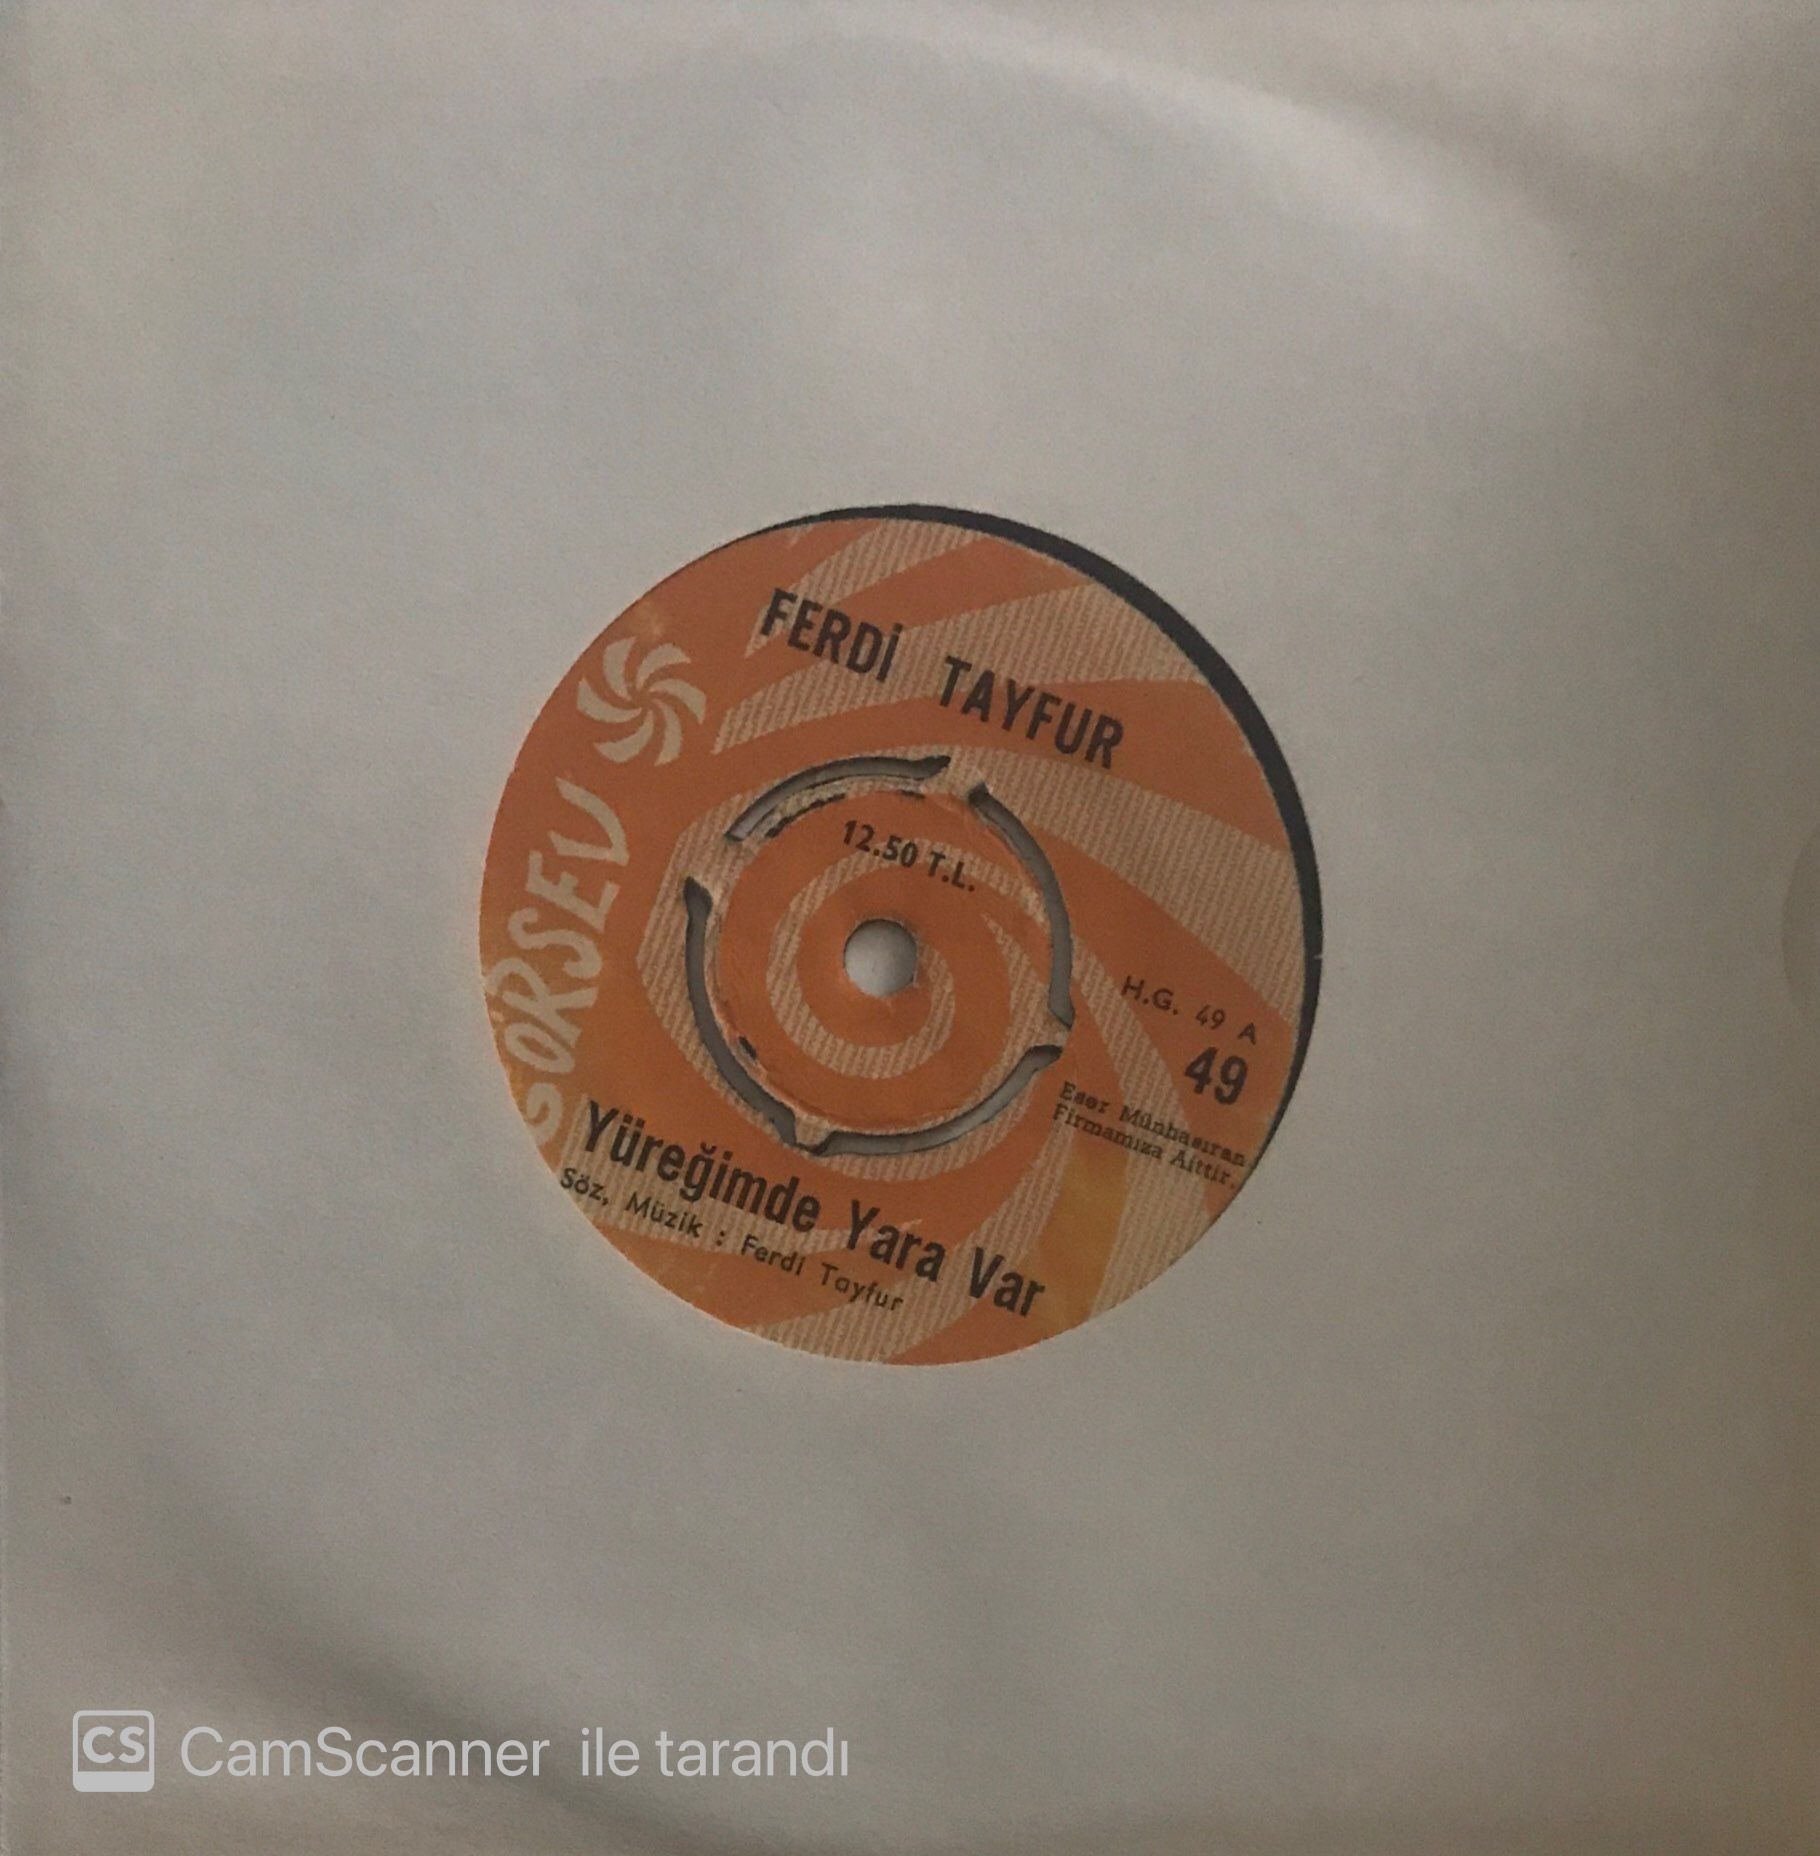 FERDİ TAYFUR
GÖRSEV
12.50 T.L.
H.G. 49 A
49
Eser Münhasıran
Firmamıza Aittir.
Yüreğimde Yara Var
Söz, Müzik : Ferdi Tayfur
CS CamScanner ile tarandı